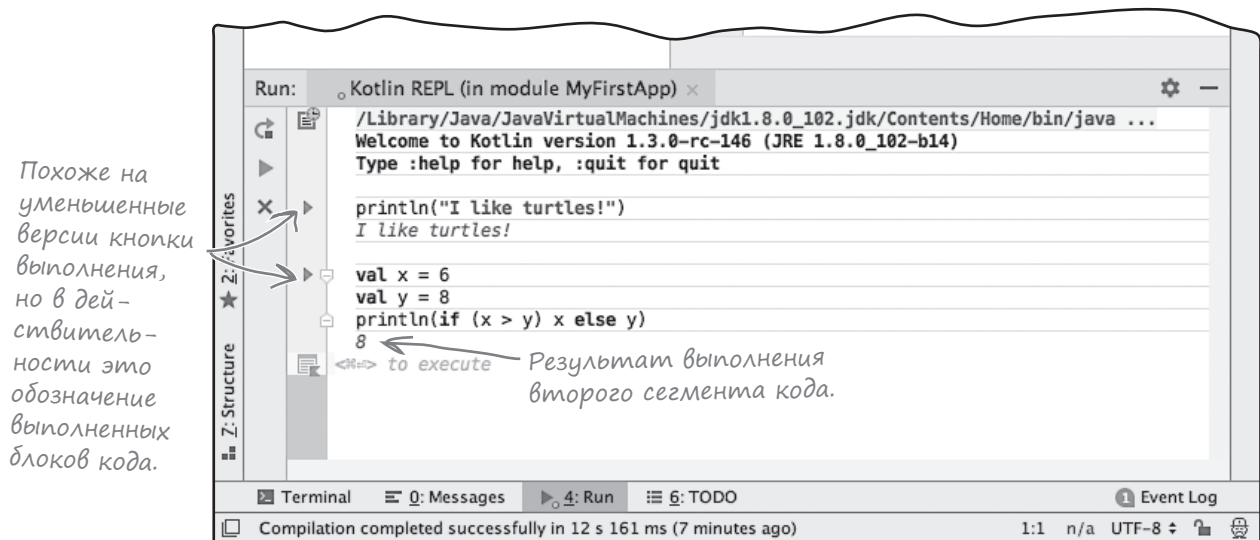 Run:
Kotlin REPL (in module MyFirstApp) ×
/Library/Java/JavaVirtualMachines/jdk1.8.0_102.jdk/Contents/Home/bin/java ...
Welcome to Kotlin version 1.3.0-rc-146 (JRE 1.8.0_102-b14)
Type :help for help, :quit for quit
println("I like turtles!")
I like turtles!
val x = 6
val y = 8
println(if (x > y) x else y)
8
<⌘⏎> to execute
Похоже на
уменьшенные
версии кнопки
выполнения,
но в дей-
ствитель-
ности это
обозначение
выполненных
блоков кода.
Результат выполнения
второго сегмента кода.
2: Favorites
7: Structure
Terminal
0: Messages
4: Run
6: TODO
1 Event Log
Compilation completed successfully in 12 s 161 ms (7 minutes ago)
1:1 n/a UTF-8